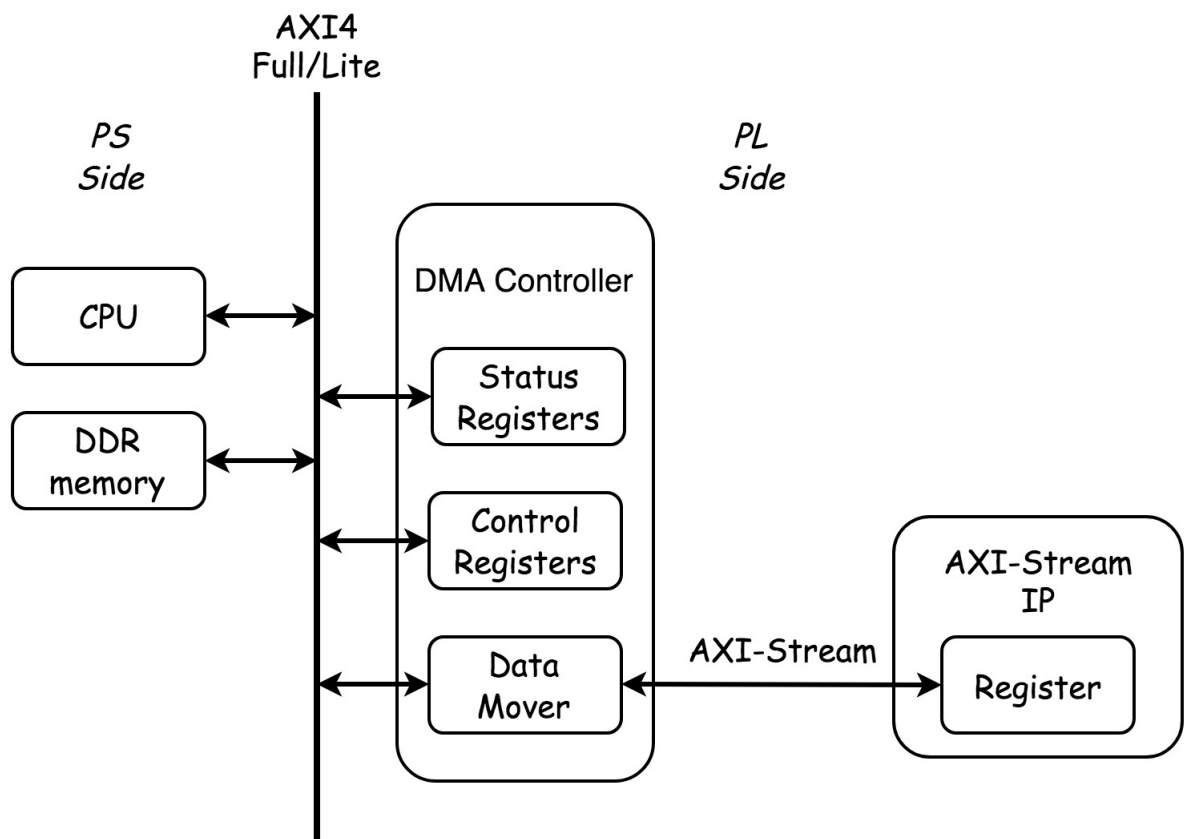 AXI4
Full/Lite
PS
Side
PL
Side
CPU
DDR
memory
DMA Controller
Status
Registers
Control
Registers
Data
Mover
AXI-Stream
AXI-Stream
IP
Register